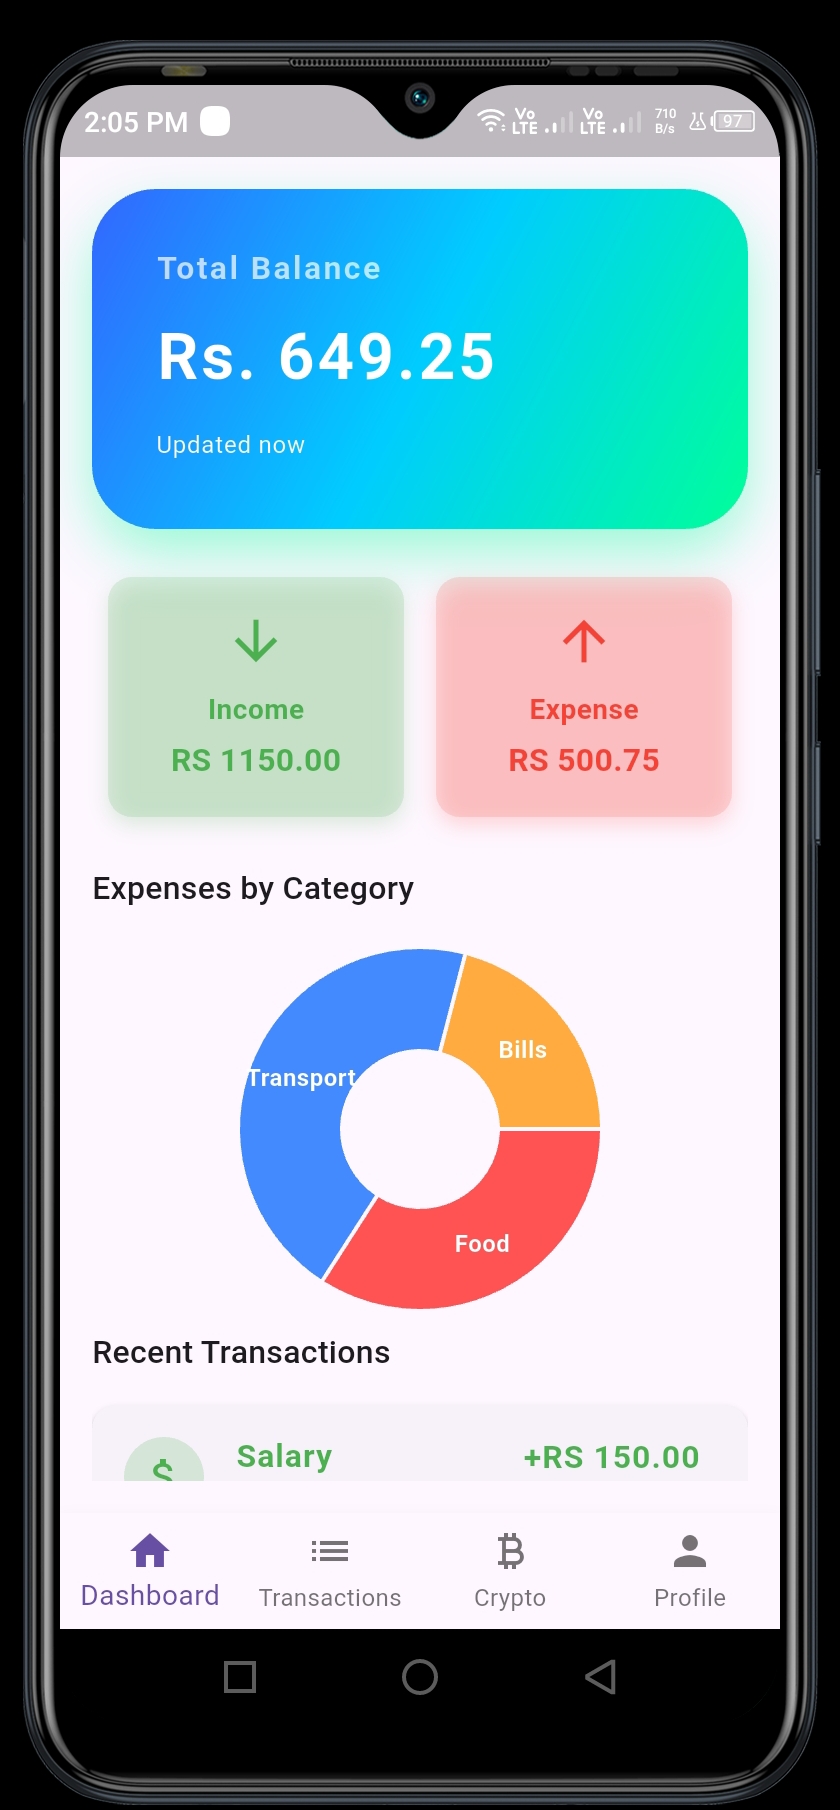 2:05 PM Vo LTE Vo LTE 710 B/s 97
Total Balance
Rs. 649.25
Updated now
Income
RS 1150.00
Expense
RS 500.75
Expenses by Category
Bills
Transport
Food
Recent Transactions
Salary +RS 150.00
Dashboard Transactions Crypto Profile